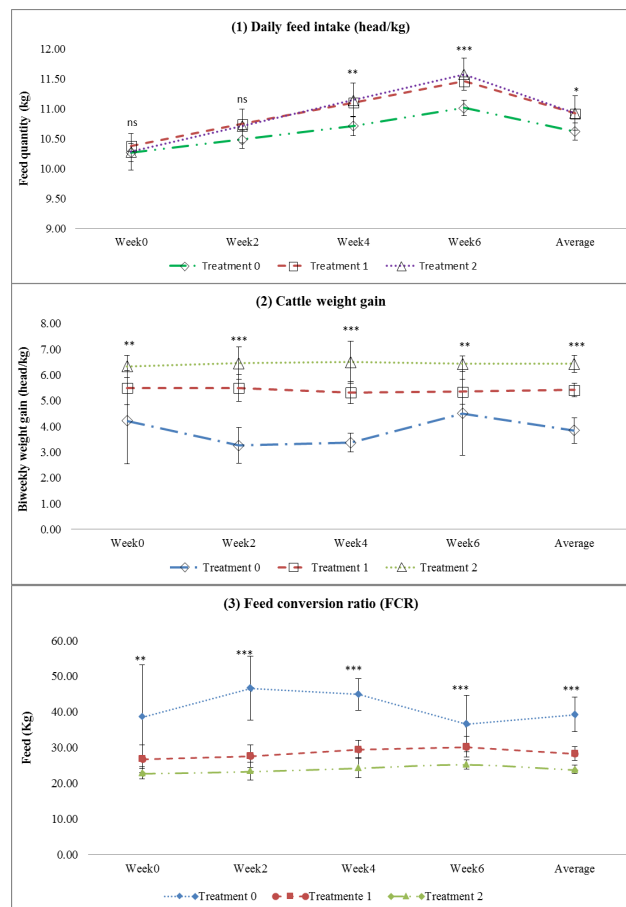 (1) Daily feed intake (head/kg)
Feed quantity (kg)
12.00
11.50
11.00
10.50
10.00
9.50
9.00
ns
ns
**
***
*
Week0 Week2 Week4 Week6 Average
Treatment 0 Treatment 1 Treatment 2
(2) Cattle weight gain
Biweekly weight gain (head/kg)
8.00
7.00
6.00
5.00
4.00
3.00
2.00
1.00
0.00
**
***
***
**
***
Week0 Week2 Week4 Week6 Average
Treatment 0 Treatment 1 Treatment 2
(3) Feed conversion ratio (FCR)
Feed (Kg)
60.00
50.00
40.00
30.00
20.00
10.00
0.00
**
***
***
***
***
Week0 Week2 Week4 Week6 Average
Treatment 0 Treatmente 1 Treatment 2